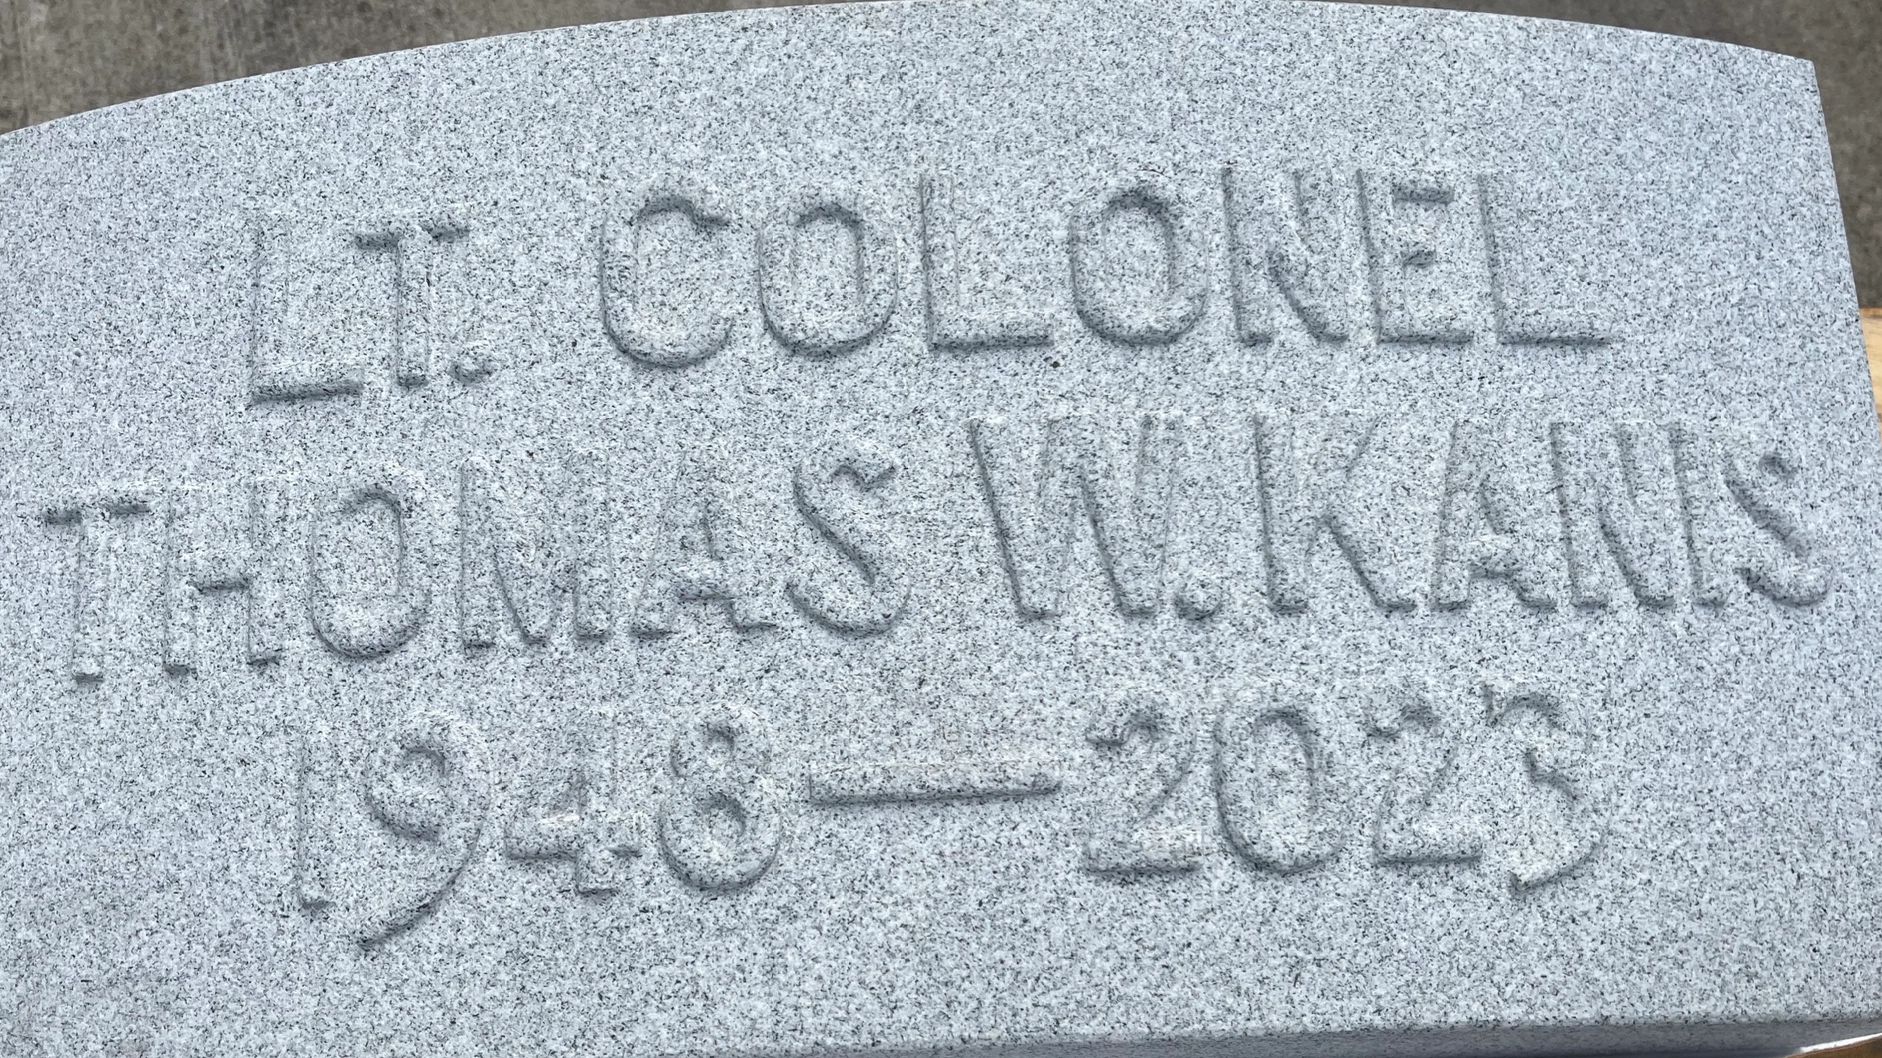 LT. COLONEL
THOMAS W. KANIS
1948 — 2023